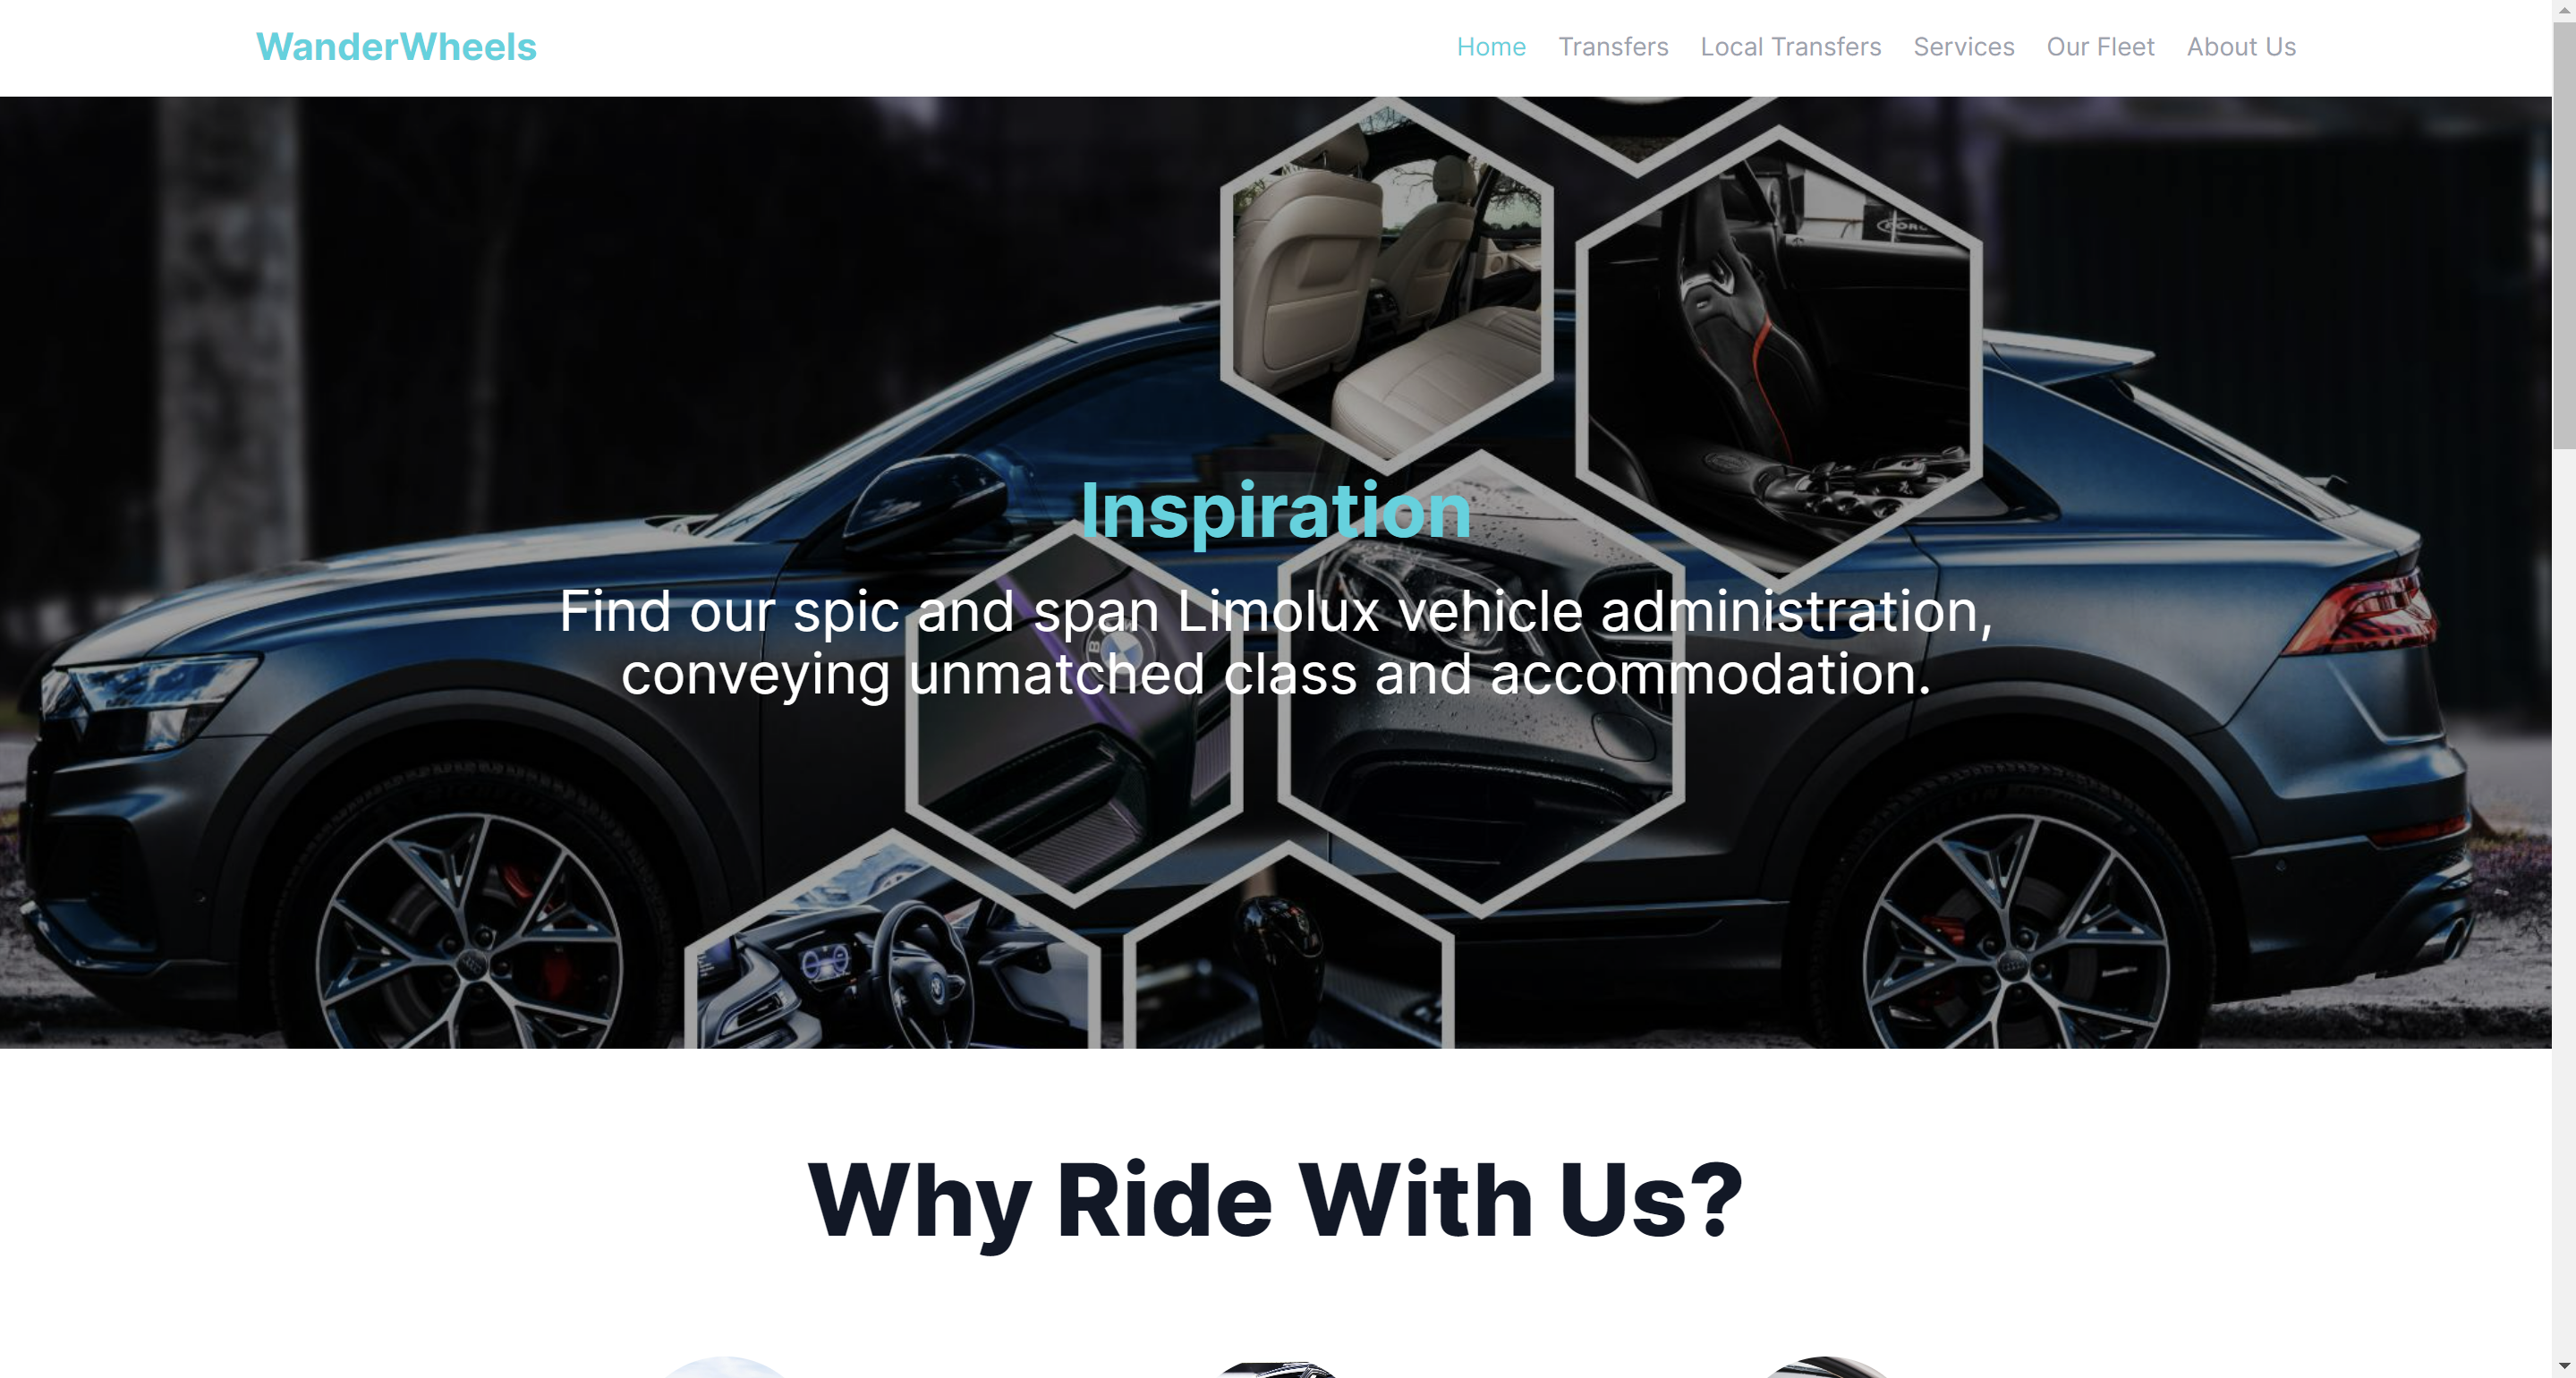 WanderWheels
Home Transfers Local Transfers Services Our Fleet About Us
Inspiration
Find our spic and span Limolux vehicle administration,
conveying unmatched class and accommodation.
Why Ride With Us?